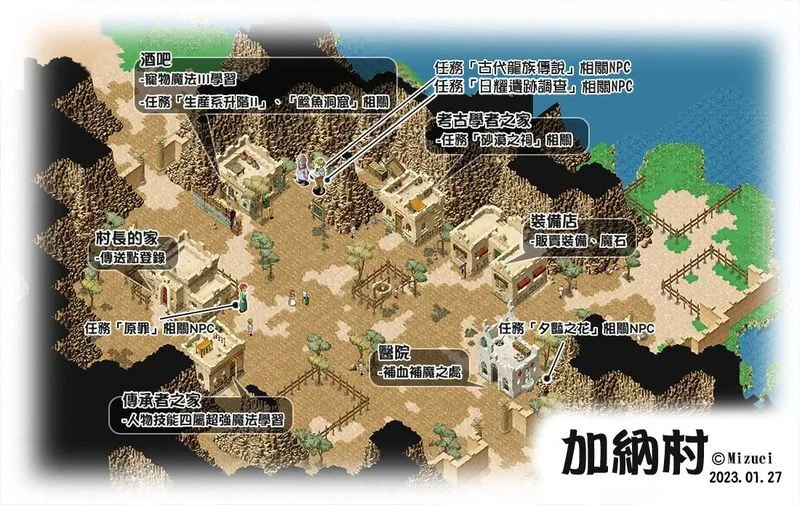 酒吧
-寵物魔法III學習
-任務「生産系升階II」、「鯰魚洞窟」相關
任務「古代龍族傳說」相關NPC
任務「日耀遺跡調查」相關NPC
考古學者之家
-任務「砂漠之祠」相關
裝備店
-販賣裝備、魔石
村長的家
-傳送點登錄
任務「原罪」相關NPC
任務「夕豔之花」相關NPC
醫院
-補血補魔之處
傳承者之家
-人物技能四屬超強魔法學習
加納村
©Mizuei
2023.01.27